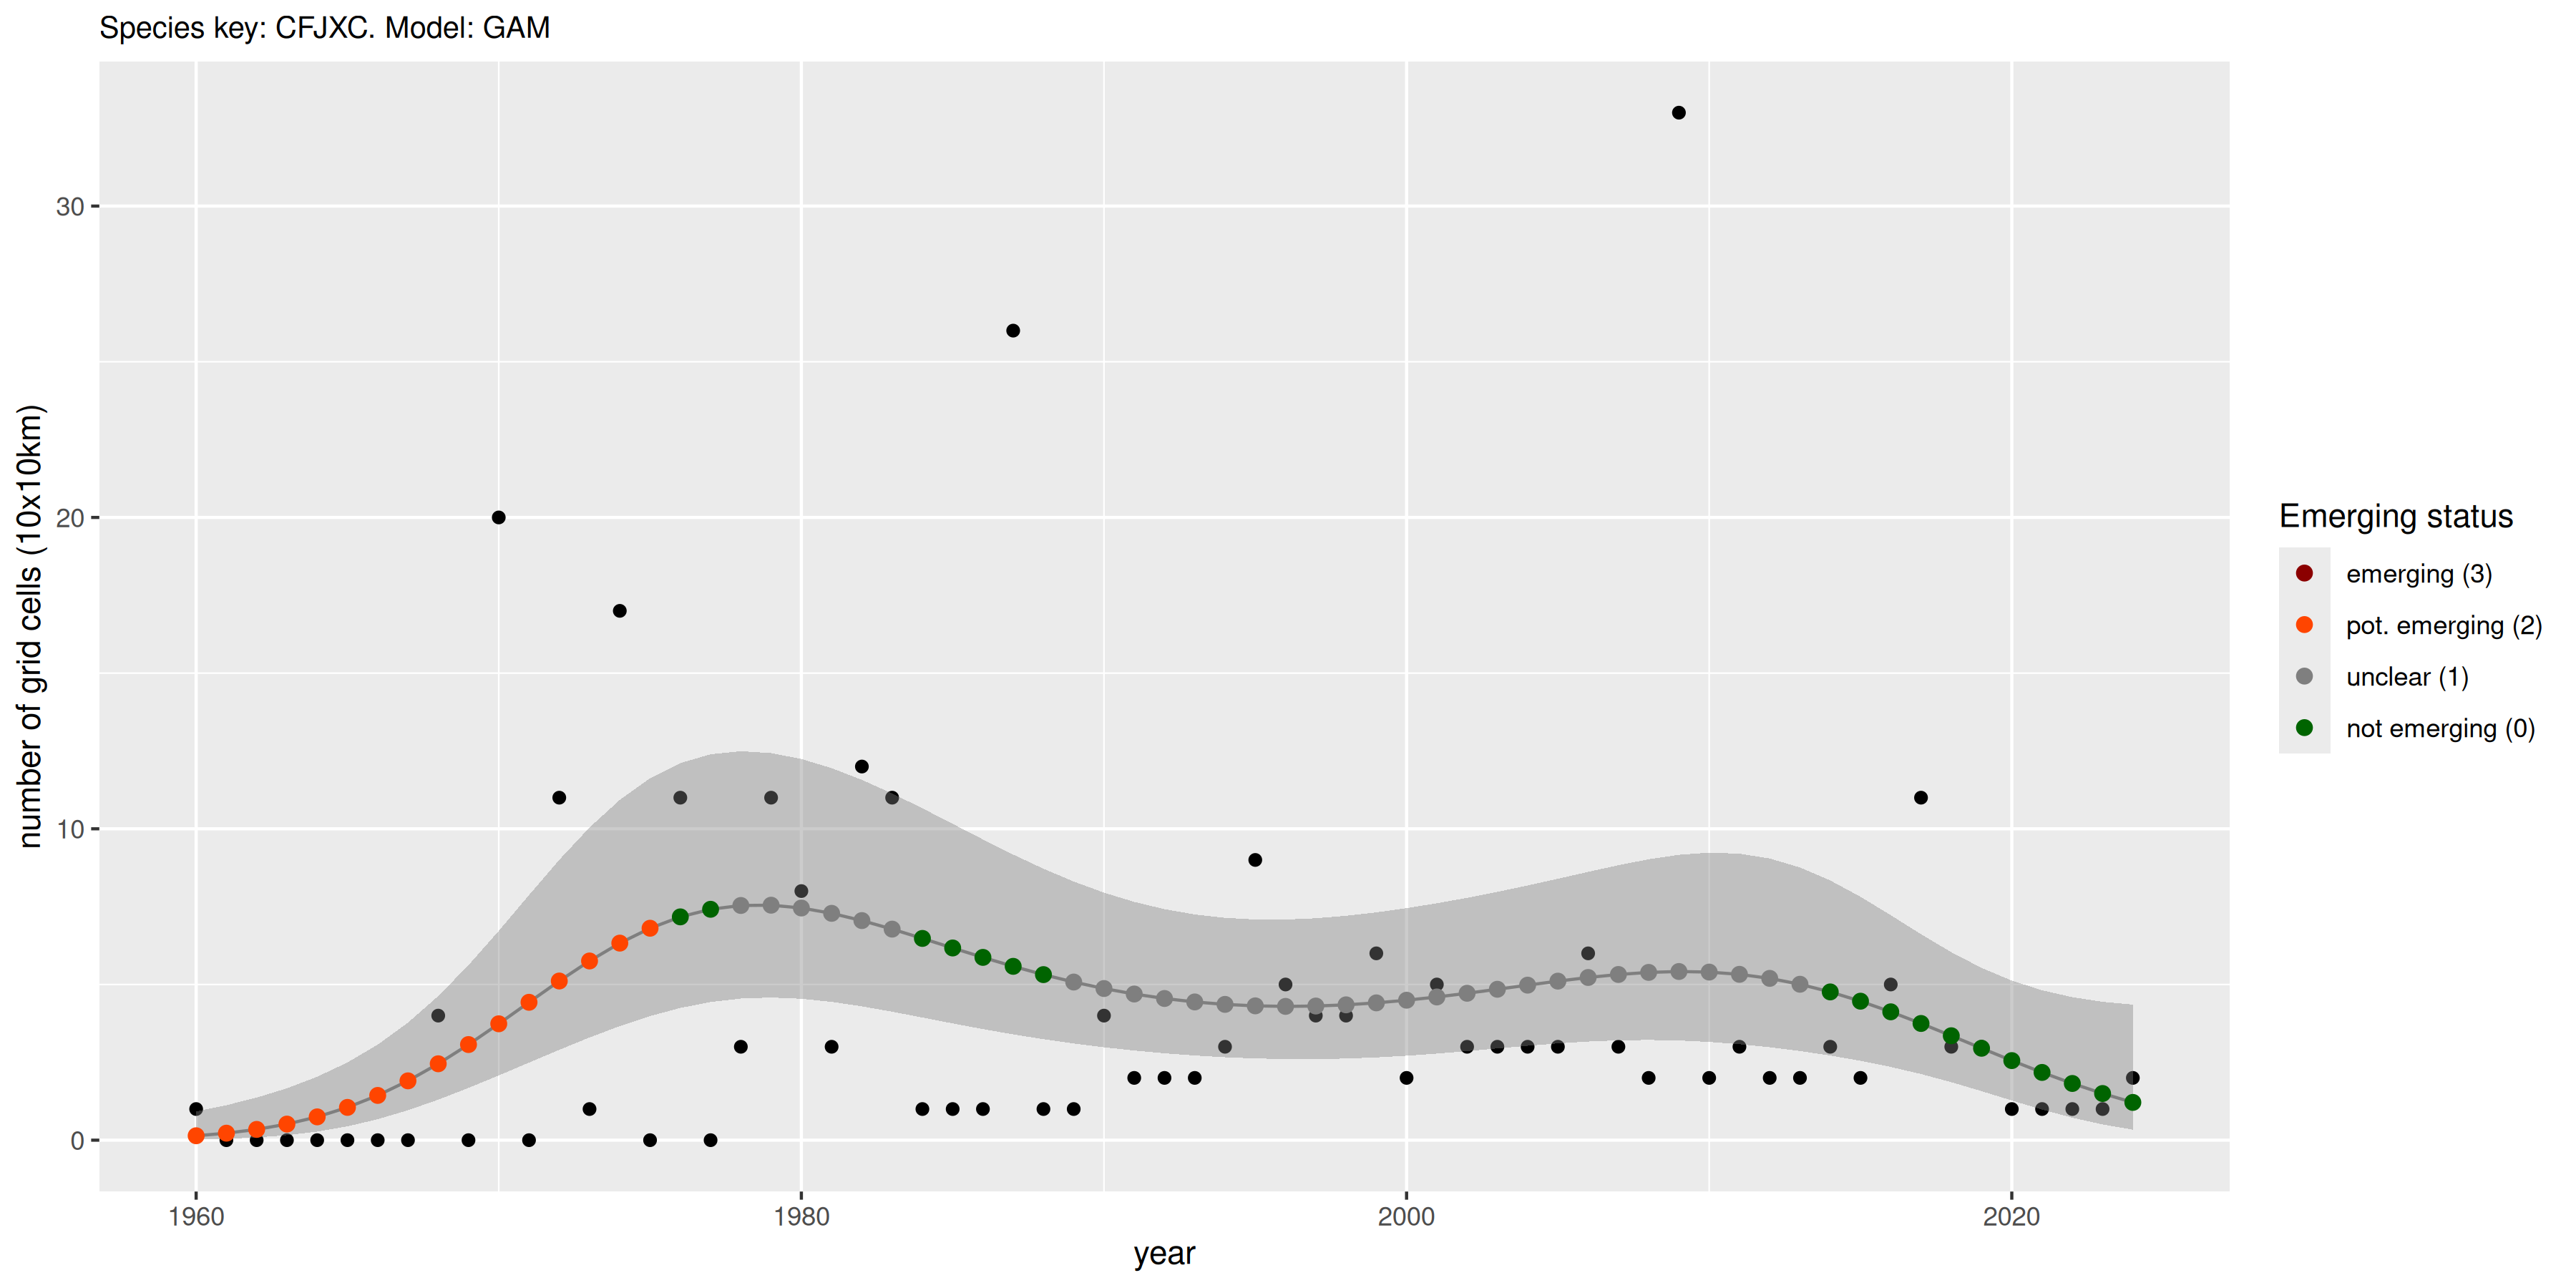 Species key: CFJXC. Model: GAM
number of grid cells (10x10km)
30
20
10
0
1960
1980
2000
2020
year
Emerging status
emerging (3)
pot. emerging (2)
unclear (1)
not emerging (0)